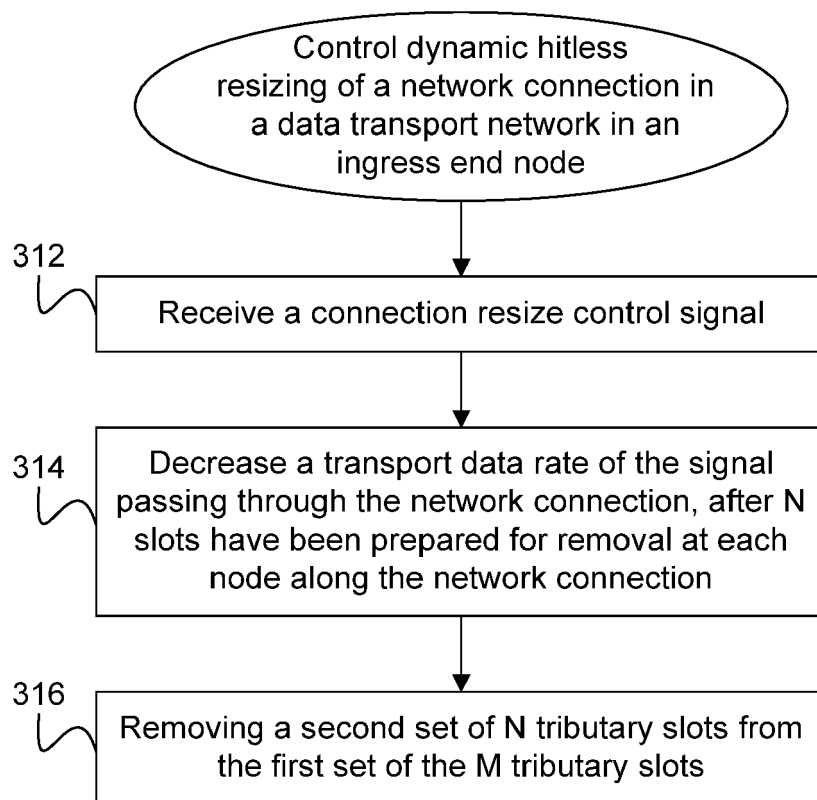 Control dynamic hitless
resizing of a network connection in
a data transport network in an
ingress end node
312
Receive a connection resize control signal
314
Decrease a transport data rate of the signal
passing through the network connection, after N
slots have been prepared for removal at each
node along the network connection
316
Removing a second set of N tributary slots from
the first set of the M tributary slots